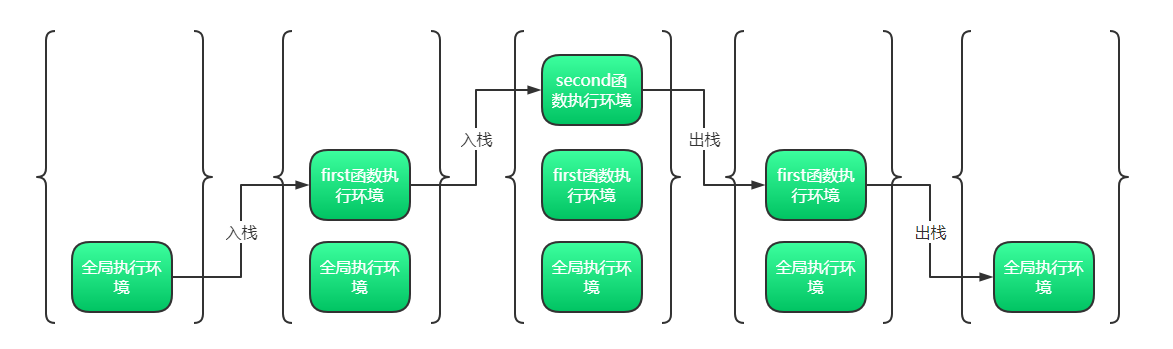 全局执行环
境
入栈
first函数执
行环境
全局执行环
境
入栈
second函
数执行环境
first函数执
行环境
全局执行环
境
出栈
first函数执
行环境
全局执行环
境
出栈
全局执行环
境